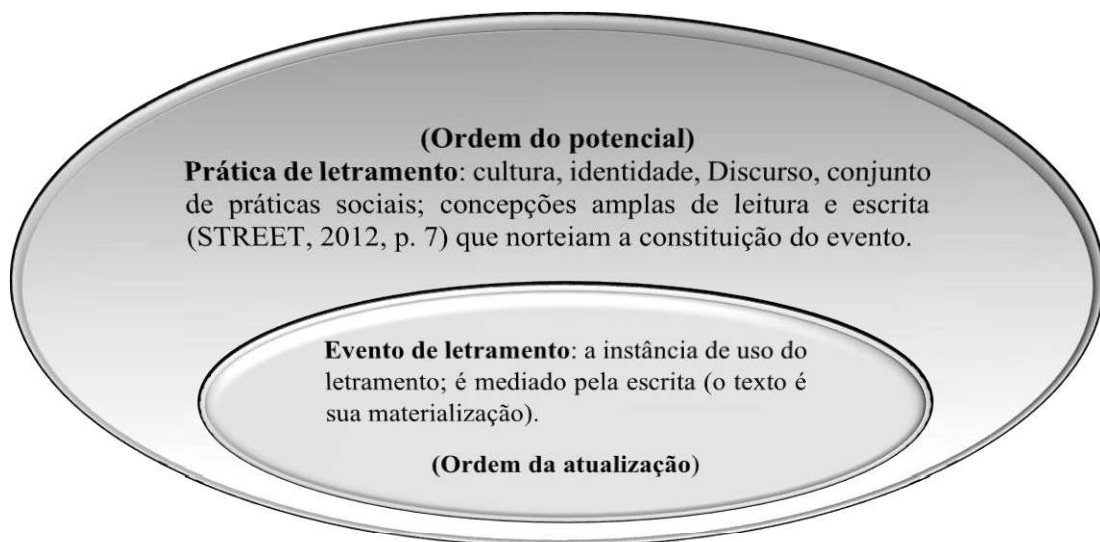 (Ordem do potencial)
Prática de letramento: cultura, identidade, Discurso, conjunto
de práticas sociais; concepções amplas de leitura e escrita
(STREET, 2012, p. 7) que norteiam a constituição do evento.
Evento de letramento: a instância de uso do
letramento; é mediado pela escrita (o texto é
sua materialização).
(Ordem da atualização)